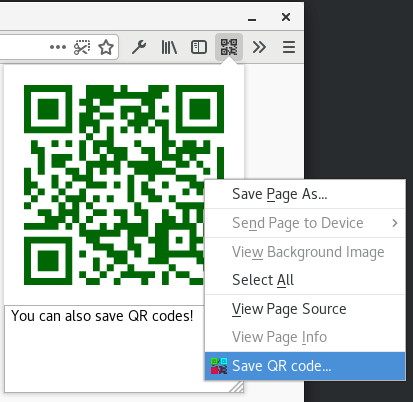 You can also save QR codes!
Save Page As...
Send Page to Device
View Background Image
Select All
View Page Source
View Page Info
Save QR code...